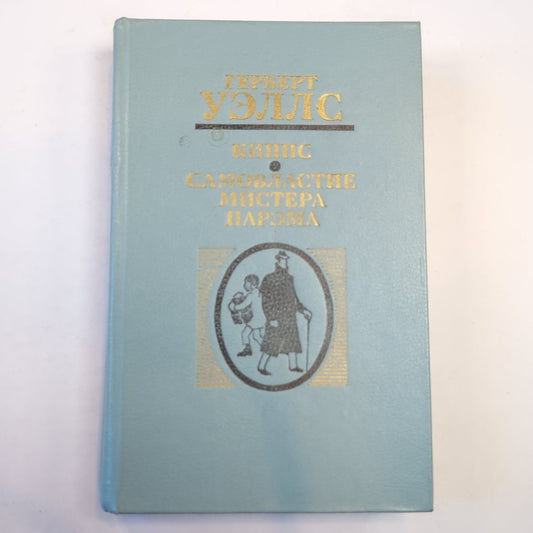 ГЕРБЕРТ
УЭЛЛС
КИППС
САМОВЛАСТИЕ
МИСТЕРА
ПАРЭМА